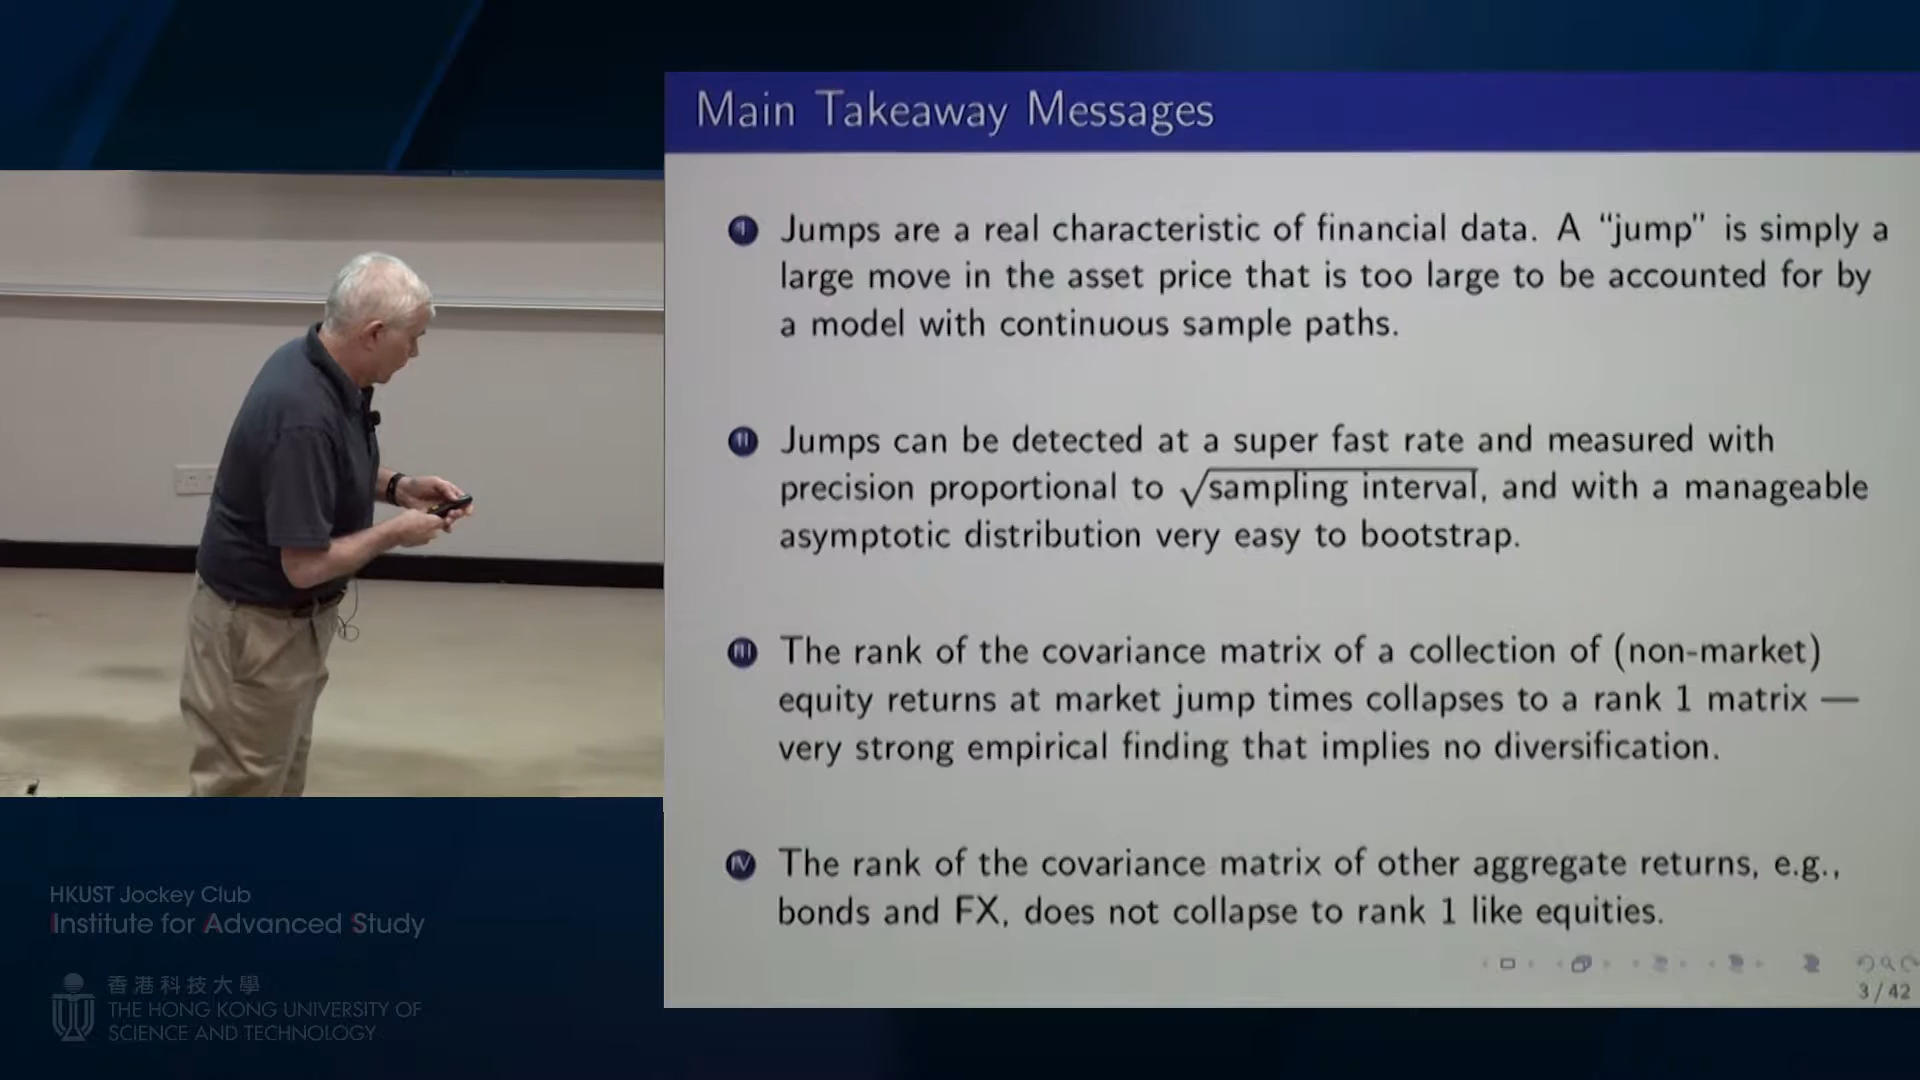 Main Takeaway Messages
I Jumps are a real characteristic of financial data. A “jump” is simply a
large move in the asset price that is too large to be accounted for by
a model with continuous sample paths.
II Jumps can be detected at a super fast rate and measured with
precision proportional to √sampling interval, and with a manageable
asymptotic distribution very easy to bootstrap.
III The rank of the covariance matrix of a collection of (non-market)
equity returns at market jump times collapses to a rank 1 matrix —
very strong empirical finding that implies no diversification.
IV The rank of the covariance matrix of other aggregate returns, e.g.,
bonds and FX, does not collapse to rank 1 like equities.
3 / 42
HKUST Jockey Club
Institute for Advanced Study
香港科技大學
THE HONG KONG UNIVERSITY OF
SCIENCE AND TECHNOLOGY